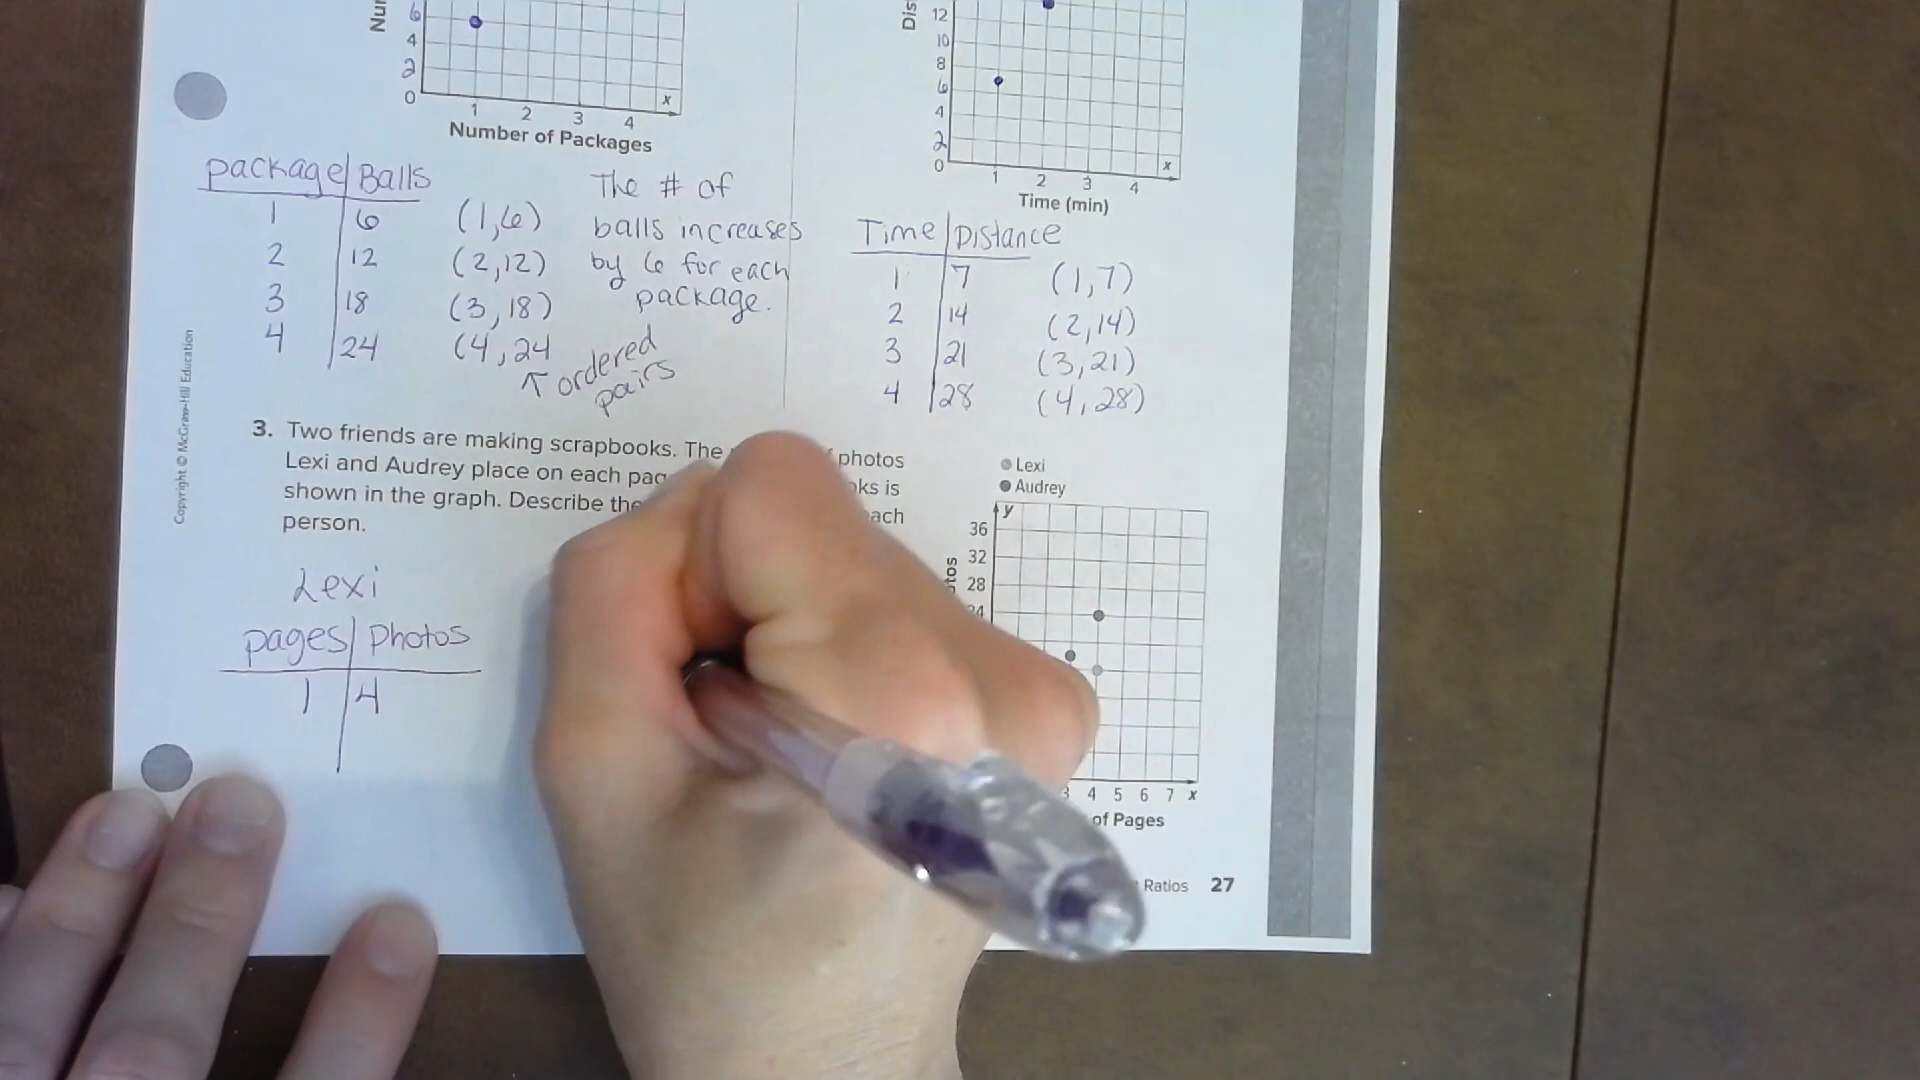 Nu
6
4
2
0
1 2 3 4 x
Number of Packages
Dis
12
10
8
6
4
2
0
1 2 3 4 x
Time (min)
package Balls
1 6 (1,6)
2 12 (2,12)
3 18 (3,18)
4 24 (4,24
↑ ordered
pairs
The # of
balls increases
by 6 for each
package.
Time Distance
1 7 (1,7)
2 14 (2,14)
3 21 (3,21)
4 28 (4,28)
Copyright © McGraw-Hill Education
3. Two friends are making scrapbooks. The photos
Lexi and Audrey place on each pag oks is
shown in the graph. Describe the each
person.
Lexi
pages photos
1 4
Lexi
Audrey
y
36
32
28
24
tos
3 4 5 6 7 x
of Pages
Ratios 27